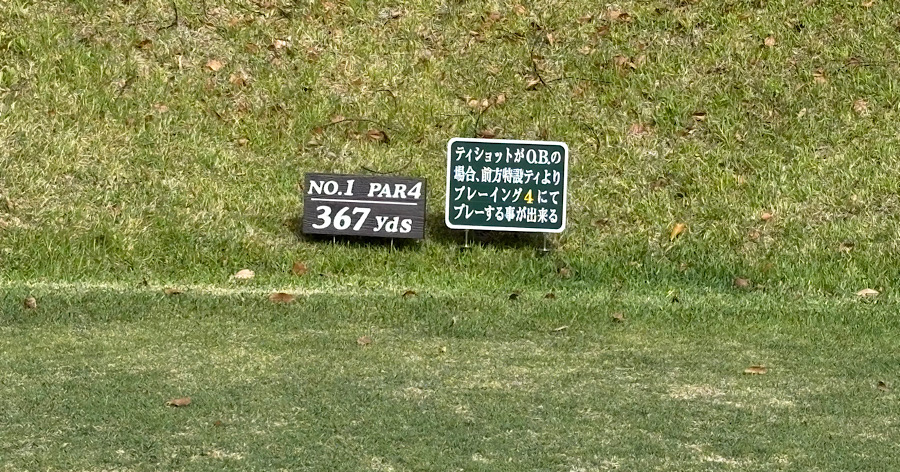 NO.1 PAR4
367 yds
ティショットがO.B.の
場合、前方特設ティより
プレーイング4にて
プレーする事が出来る